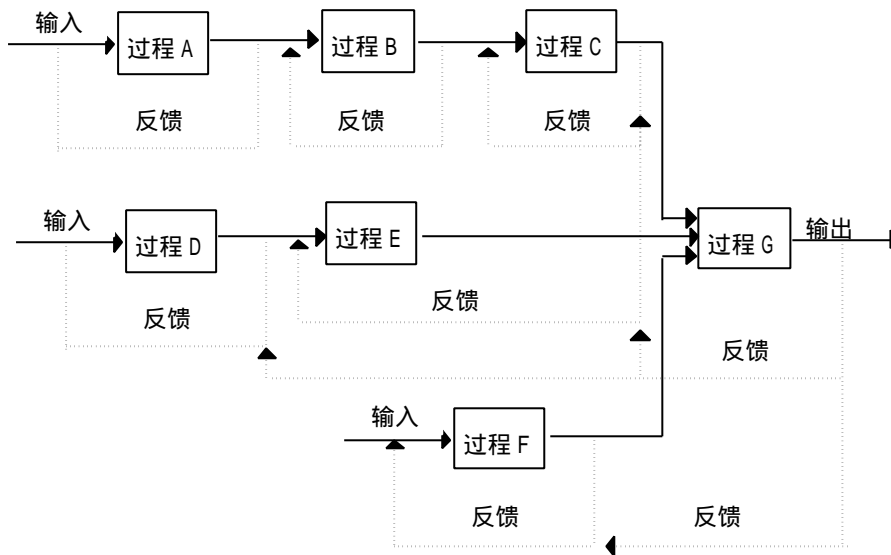 输入
过程 A
过程 B
过程 C
反馈
反馈
反馈
输入
过程 D
过程 E
过程 G
输出
反馈
反馈
反馈
输入
过程 F
反馈
反馈